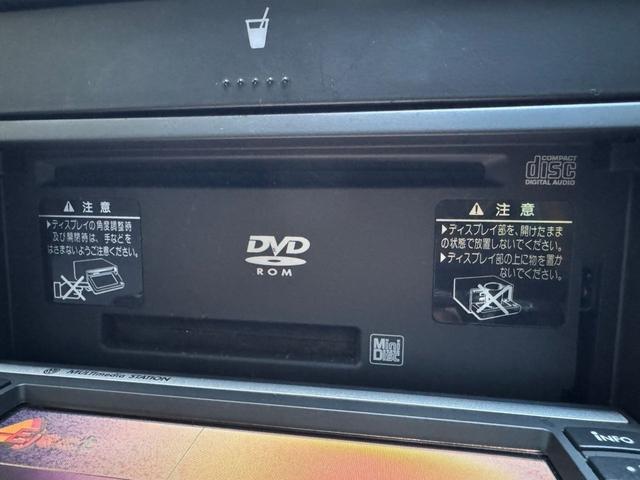 COMPACT
disc
DIGITAL AUDIO
注意
▶ディスプレイの角度調整時
及び開閉時は、手などを
はさまないようご注意ください。
DVD
ROM
注意
▶ディスプレイ部を、開けたまま
の状態で放置しないでください。
▶ディスプレイ部の上に物を置か
ないでください。
Mini
Disc
MULTimedia STATION
INFO